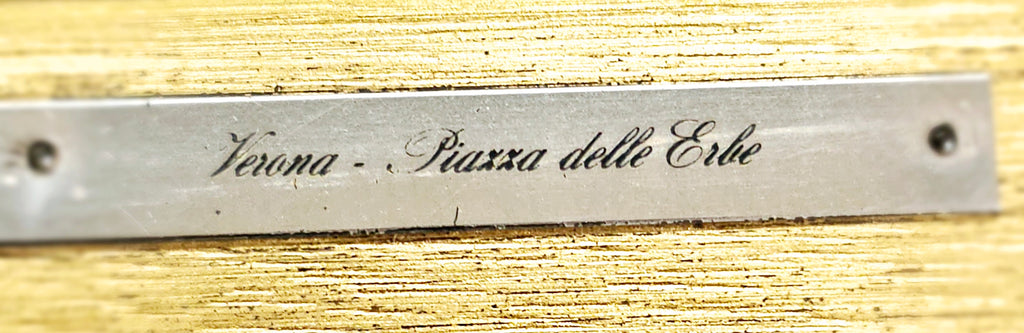 Verona - Piazza delle Erbe